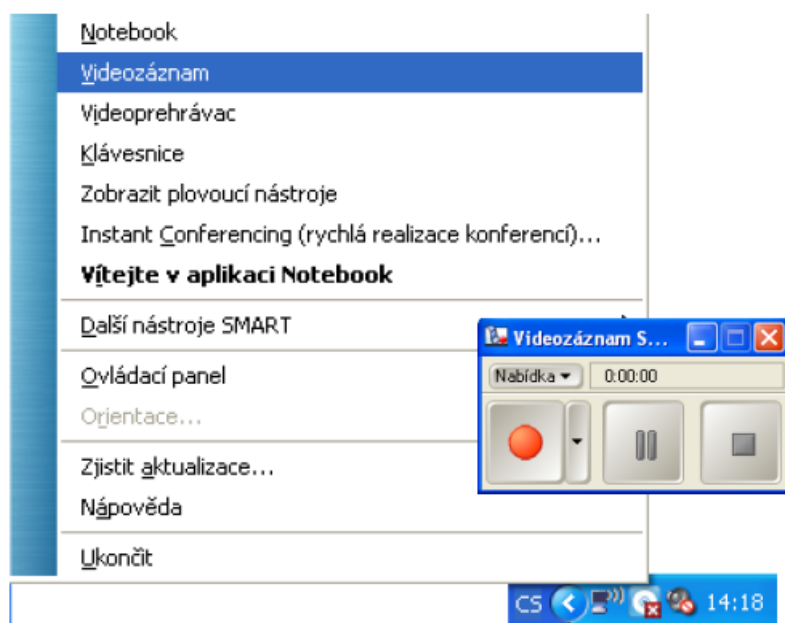 Notebook
Videozáznam
Videoprehrávac
Klávesnice
Zobrazit plovoucí nástroje
Instant Conferencing (rychlá realizace konferencí)...
Vítejte v aplikaci Notebook
Další nástroje SMART
Ovládací panel
Orientace...
Zjistit aktualizace...
Nápověda
Ukončit
Videozáznam S...
Nabídka 0:00:00
CS 14:18